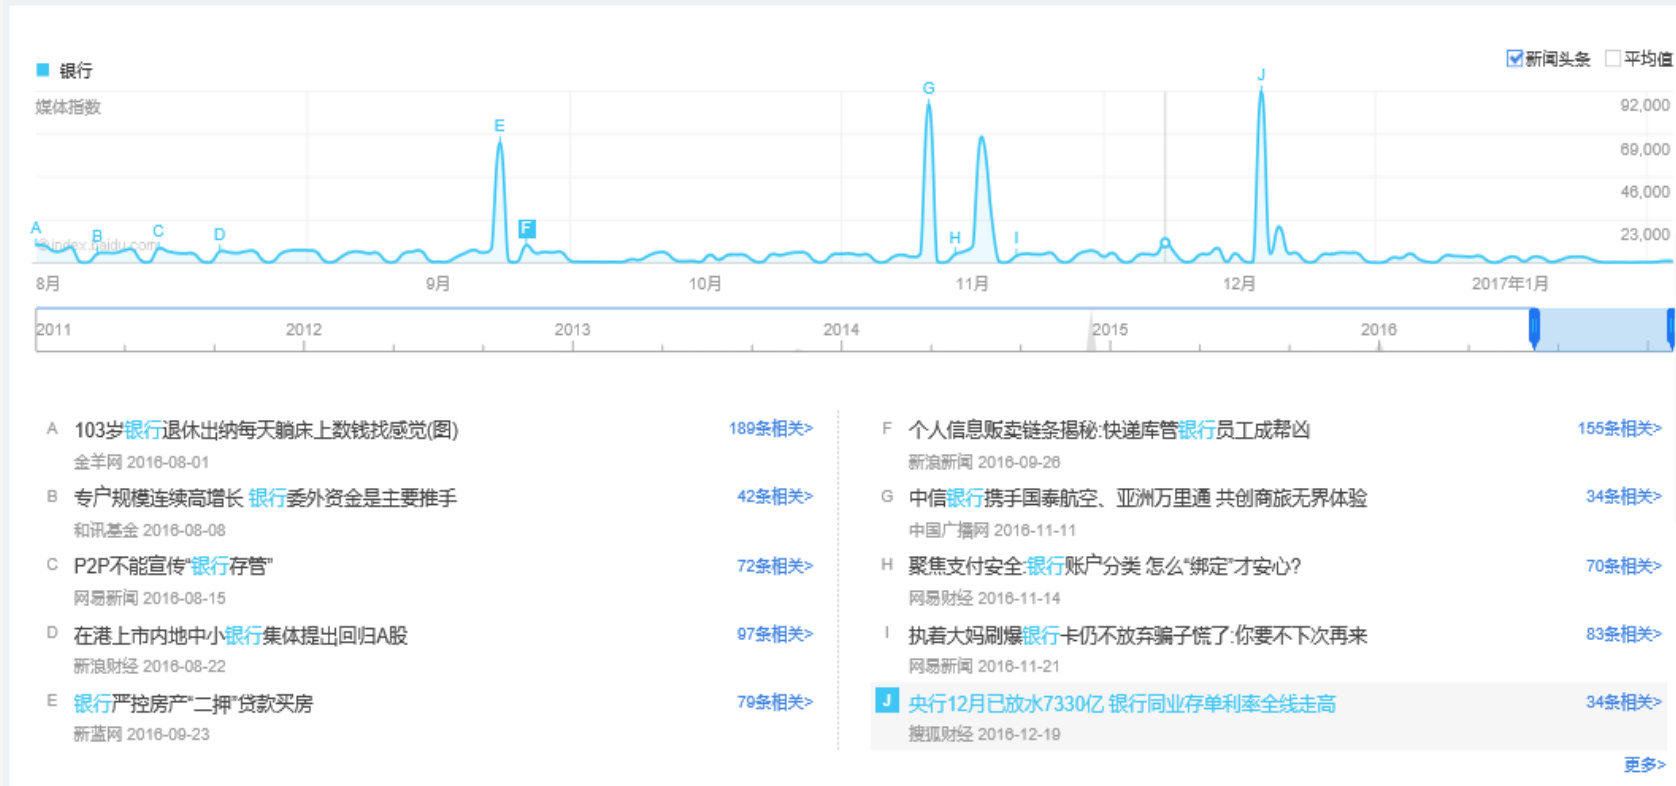 新闻头条 平均值
银行
媒体指数
J
G
E
F
A
B
C
D
H
I
92,000
69,000
46,000
23,000
@index.baidu.com
8月 9月 10月 11月 12月 2017年1月
2011 2012 2013 2014 2015 2016
A 103岁银行退休出纳每天躺床上数钱找感觉(图) 189条相关>
金羊网 2016-08-01
B 专户规模连续高增长 银行委外资金是主要推手 42条相关>
和讯基金 2016-08-08
C P2P不能宣传“银行存管” 72条相关>
网易新闻 2016-08-15
D 在港上市内地中小银行集体提出回归A股 97条相关>
新浪财经 2016-08-22
E 银行严控房产“二押”贷款买房 79条相关>
新蓝网 2016-09-23
F 个人信息贩卖链条揭秘:快递库管银行员工成帮凶 155条相关>
新浪新闻 2016-09-26
G 中信银行携手国泰航空、亚洲万里通 共创商旅无界体验 34条相关>
中国广播网 2016-11-11
H 聚焦支付安全:银行账户分类 怎么“绑定”才安心? 70条相关>
网易财经 2016-11-14
I 执着大妈刷爆银行卡仍不放弃骗子慌了:你要不下次再来 83条相关>
网易新闻 2016-11-21
J 央行12月已放水7330亿 银行同业存单利率全线走高 34条相关>
搜狐财经 2016-12-19
更多>